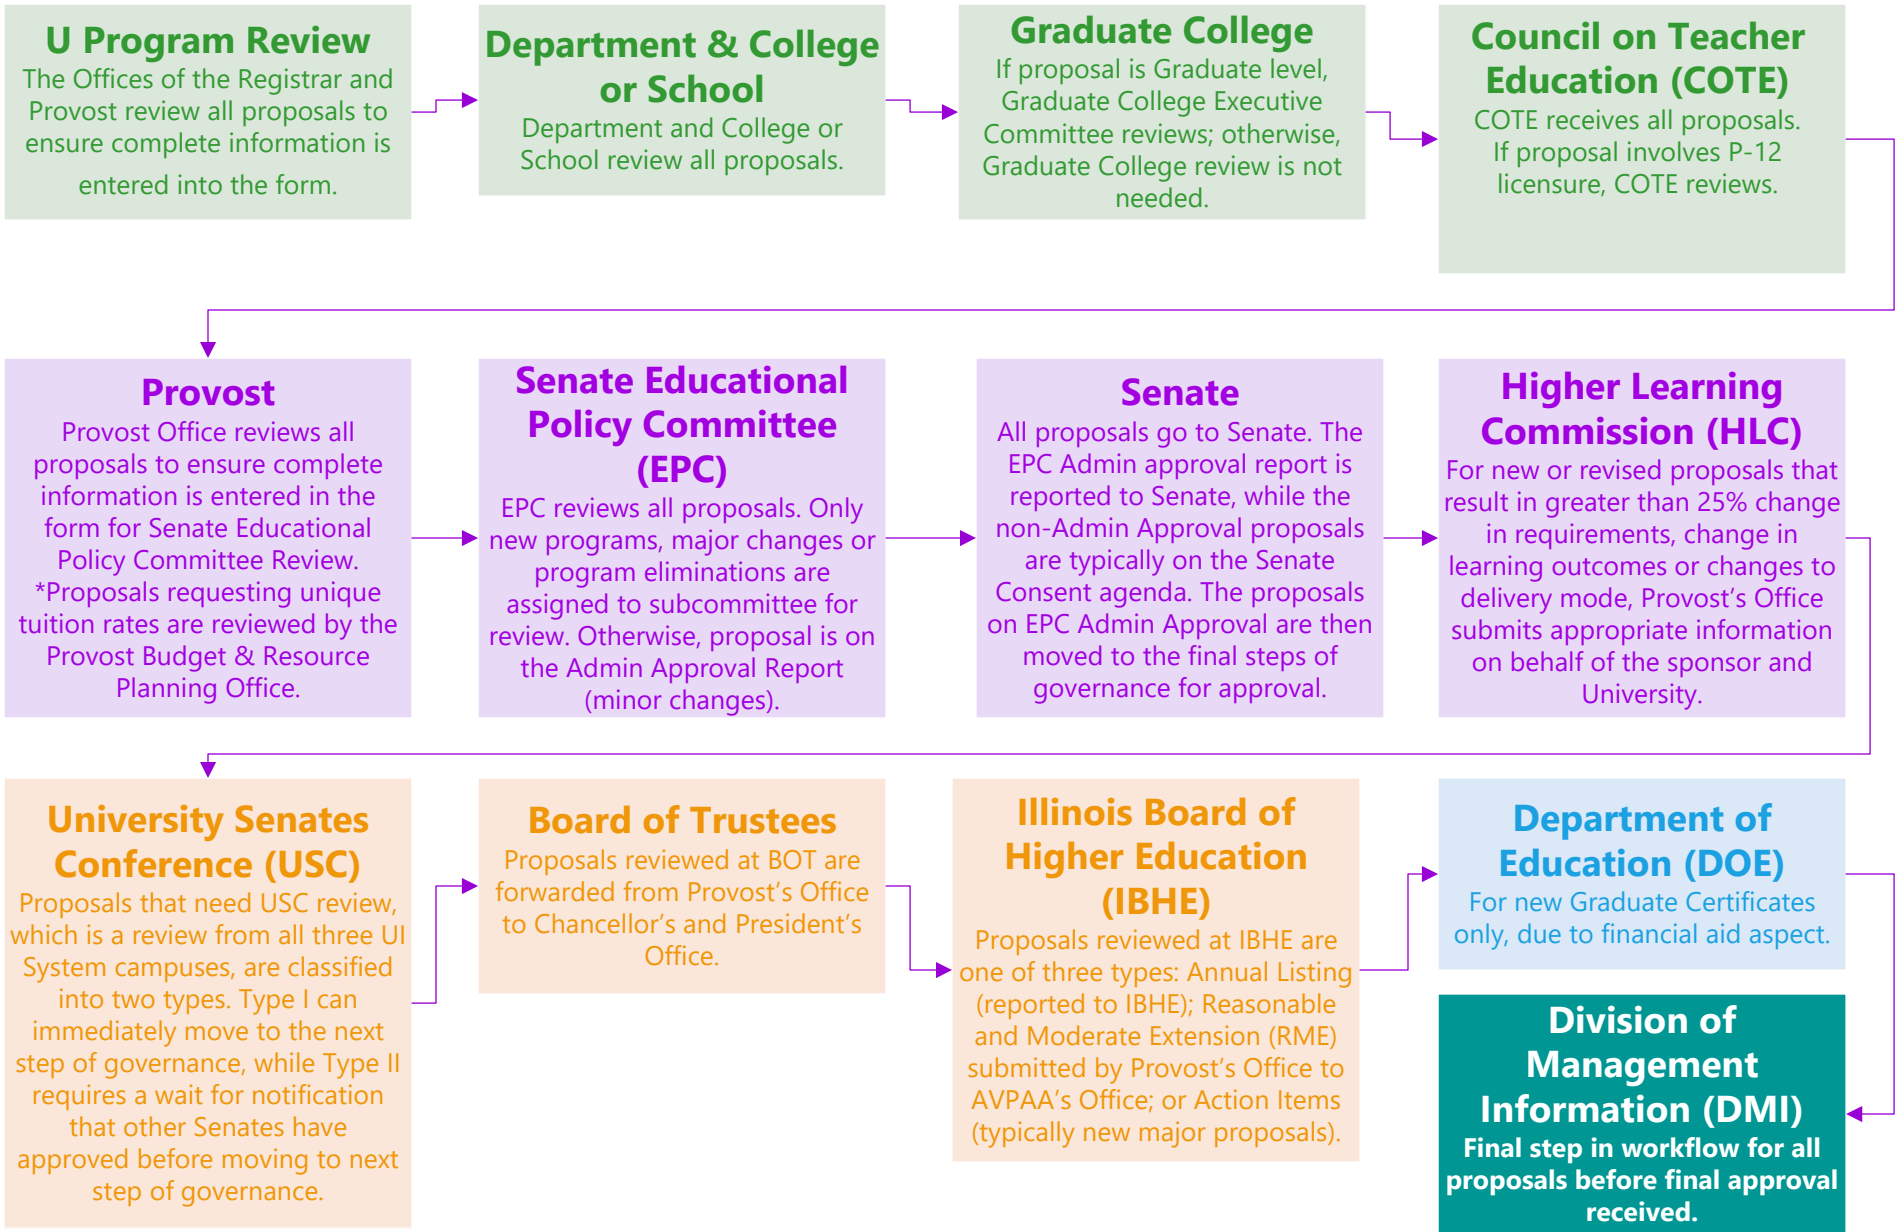 U Program Review
The Offices of the Registrar and
Provost review all proposals to
ensure complete information is
entered into the form.
Department & College
or School
Department and College or
School review all proposals.
Graduate College
If proposal is Graduate level,
Graduate College Executive
Committee reviews; otherwise,
Graduate College review is not
needed.
Council on Teacher
Education (COTE)
COTE receives all proposals.
If proposal involves P-12
licensure, COTE reviews.
Provost
Provost Office reviews all
proposals to ensure complete
information is entered in the
form for Senate Educational
Policy Committee Review.
*Proposals requesting unique
tuition rates are reviewed by the
Provost Budget & Resource
Planning Office.
Senate Educational
Policy Committee
(EPC)
EPC reviews all proposals. Only
new programs, major changes or
program eliminations are
assigned to subcommittee for
review. Otherwise, proposal is on
the Admin Approval Report
(minor changes).
Senate
All proposals go to Senate. The
EPC Admin approval report is
reported to Senate, while the
non-Admin Approval proposals
are typically on the Senate
Consent agenda. The proposals
on EPC Admin Approval are then
moved to the final steps of
governance for approval.
Higher Learning
Commission (HLC)
For new or revised proposals that
result in greater than 25% change
in requirements, change in
learning outcomes or changes to
delivery mode, Provost's Office
submits appropriate information
on behalf of the sponsor and
University.
University Senates
Conference (USC)
Proposals that need USC review,
which is a review from all three UI
System campuses, are classified
into two types. Type I can
immediately move to the next
step of governance, while Type II
requires a wait for notification
that other Senates have
approved before moving to next
step of governance.
Board of Trustees
Proposals reviewed at BOT are
forwarded from Provost's Office
to Chancellor's and President's
Office.
Illinois Board of
Higher Education
(IBHE)
Proposals reviewed at IBHE are
one of three types: Annual Listing
(reported to IBHE); Reasonable
and Moderate Extension (RME)
submitted by Provost's Office to
AVPAA's Office; or Action Items
(typically new major proposals).
Department of
Education (DOE)
For new Graduate Certificates
only, due to financial aid aspect.
Division of
Management
Information (DMI)
Final step in workflow for all
proposals before final approval
received.